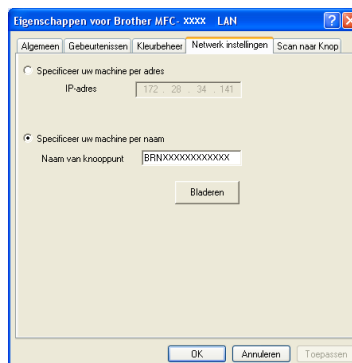 Eigenschappen voor Brother MFC- xxxx LAN
Algemeen Gebeurtenissen Kleurbeheer Netwerk instellingen Scan naar Knop
Specificeer uw machine per adres
IP-adres 172 . 28 . 34 . 141
Specificeer uw machine per naam
Naam van knooppunt BRNXXXXXXXXXXXX
Bladeren
OK Annuleren Toepassen